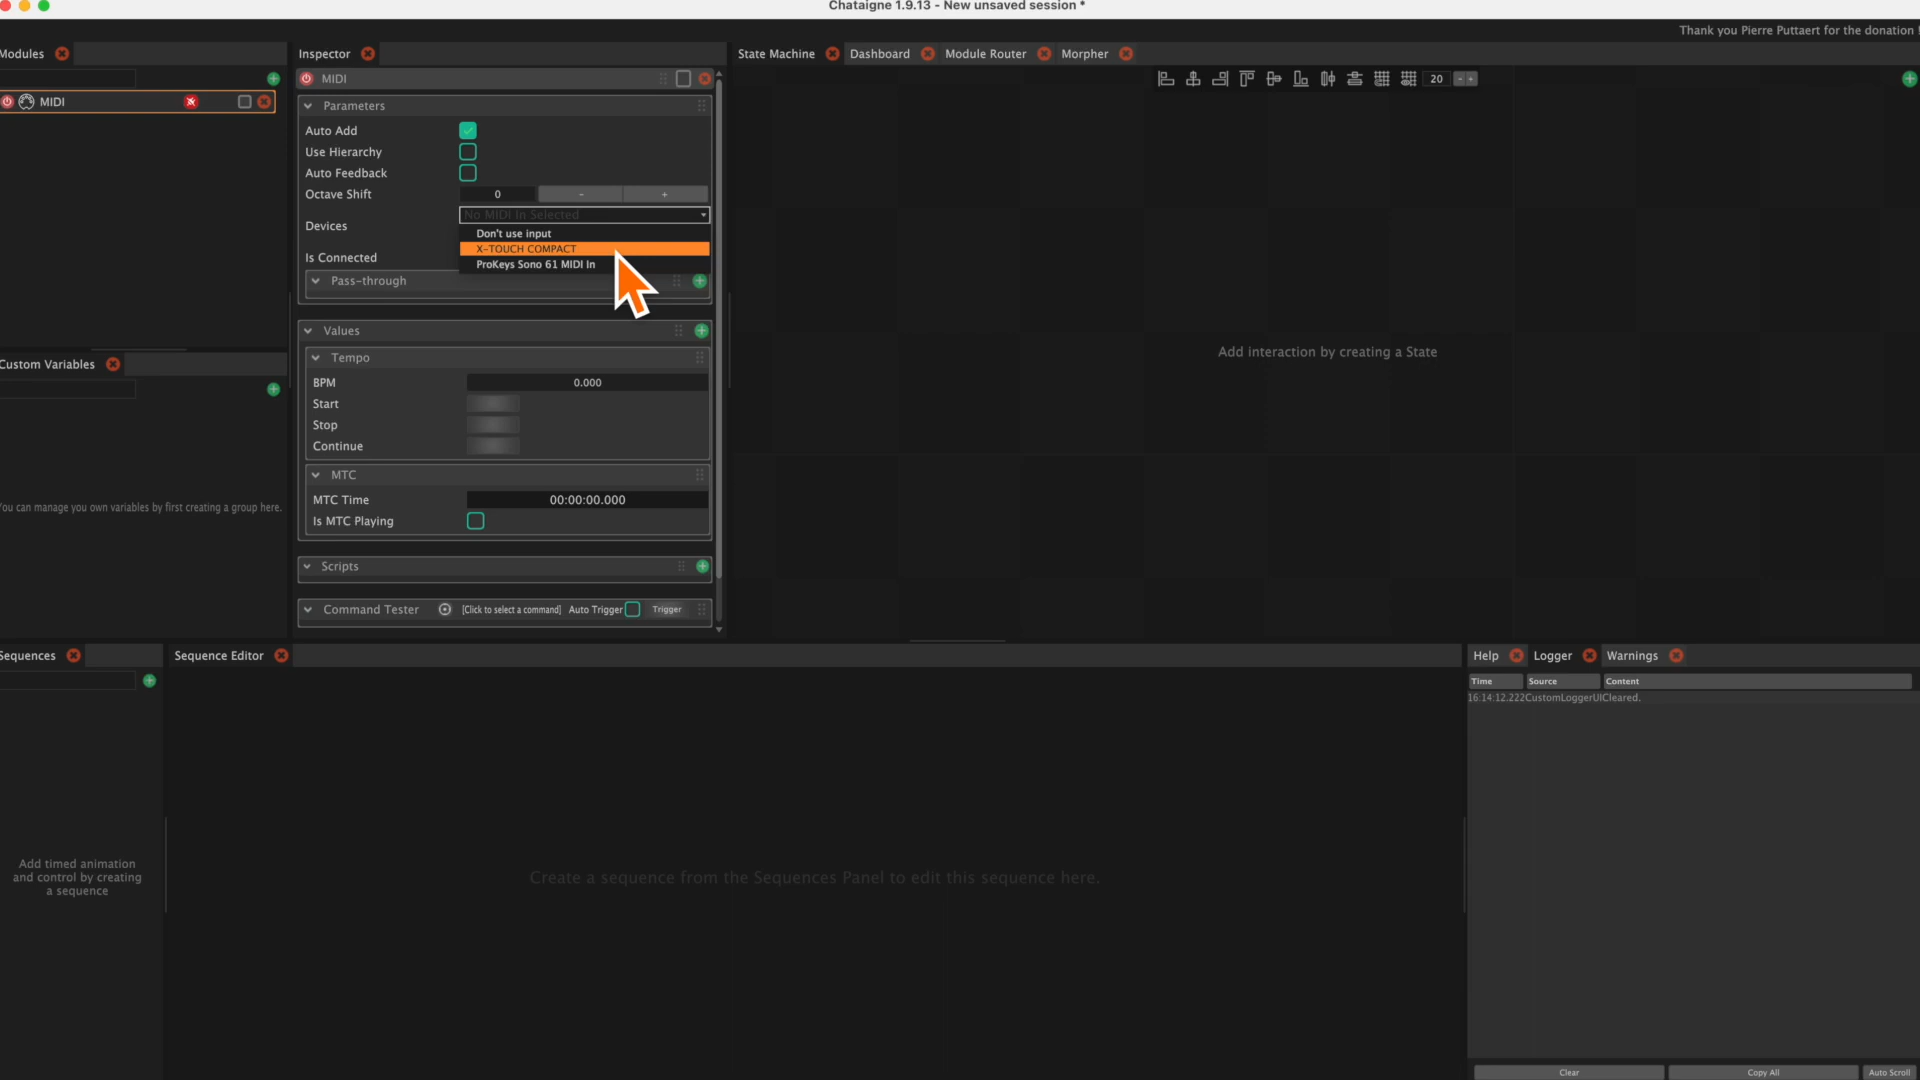 Chataigne 1.9.13 - New unsaved session *
Thank you Pierre Puttaert for the donation !
Modules
Inspector
State Machine
Dashboard
Module Router
Morpher
MIDI
20
- +
MIDI
Parameters
Auto Add
Use Hierarchy
Auto Feedback
Octave Shift
0
-
+
Devices
No MIDI In Selected
Don't use input
X-TOUCH COMPACT
ProKeys Sono 61 MIDI In
Is Connected
Pass-through
Values
Tempo
BPM
0.000
Start
Stop
Continue
MTC
MTC Time
00:00:00.000
Is MTC Playing
Scripts
Command Tester
[Click to select a command]
Auto Trigger
Trigger
Add interaction by creating a State
Custom Variables
You can manage you own variables by first creating a group here.
Sequences
Sequence Editor
Add timed animation
and control by creating
a sequence
Create a sequence from the Sequences Panel to edit this sequence here.
Help
Logger
Warnings
Time
Source
Content
16:14:12.222CustomLoggerUICleared.
Clear
Copy All
Auto Scroll